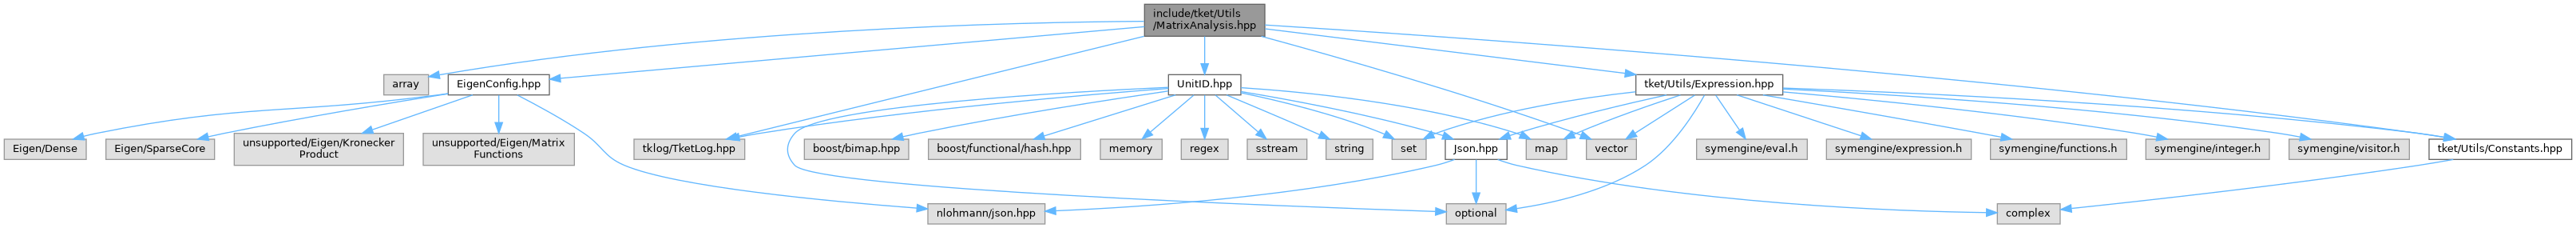 include/tket/Utils
/MatrixAnalysis.hpp
array
EigenConfig.hpp
UnitID.hpp
tket/Utils/Expression.hpp
Eigen/Dense
Eigen/SparseCore
unsupported/Eigen/Kronecker
Product
unsupported/Eigen/Matrix
Functions
tklog/TketLog.hpp
boost/bimap.hpp
boost/functional/hash.hpp
memory
regex
sstream
string
set
Json.hpp
map
vector
symengine/eval.h
symengine/expression.h
symengine/functions.h
symengine/integer.h
symengine/visitor.h
tket/Utils/Constants.hpp
nlohmann/json.hpp
optional
complex